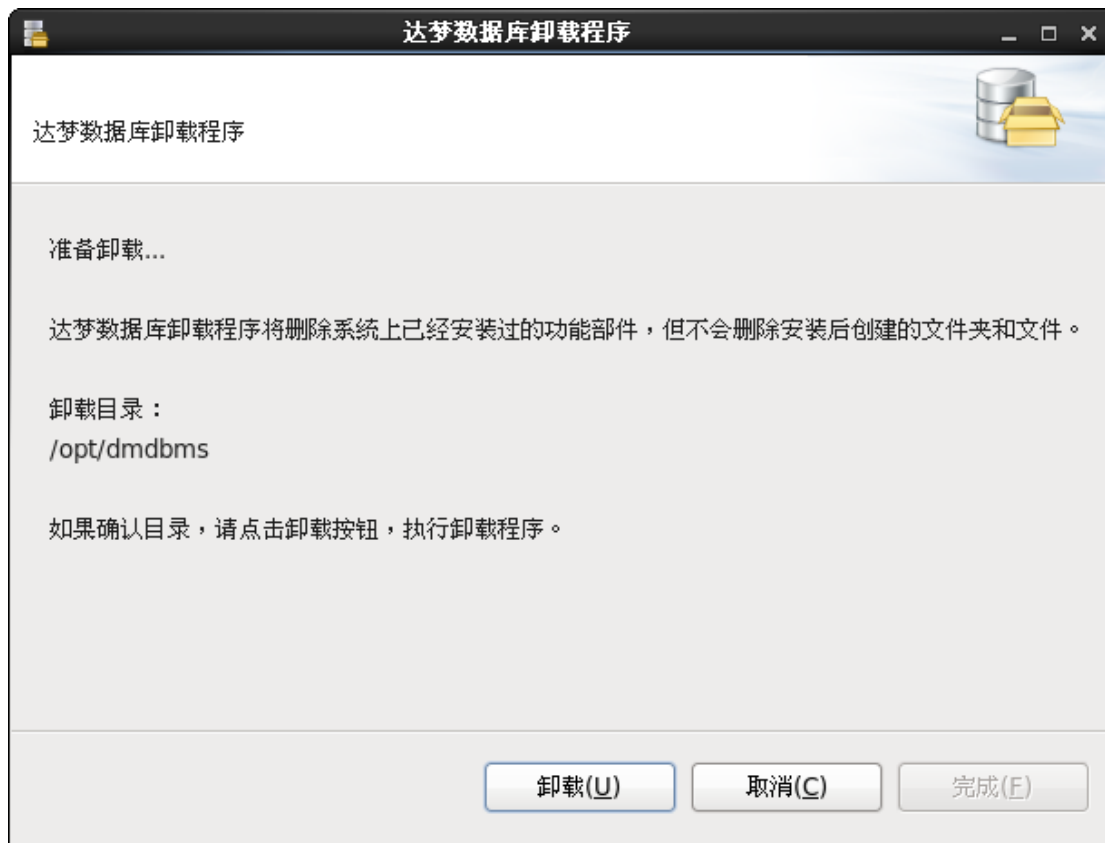 达梦数据库卸载程序
达梦数据库卸载程序
准备卸载...
达梦数据库卸载程序将删除系统上已经安装过的功能部件，但不会删除安装后创建的文件夹和文件。
卸载目录：
/opt/dmdbms
如果确认目录，请点击卸载按钮，执行卸载程序。
卸载(U)
取消(C)
完成(F)